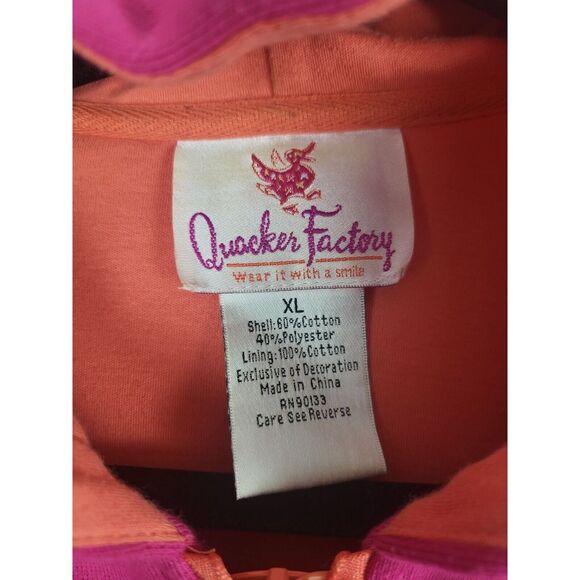 Quacker Factory
Wear it with a smile
XL
Shell:60%Cotton
40%Polyester
Lining:100%Cotton
Exclusive of Decoration
Made in China
RN90133
Care See Reverse